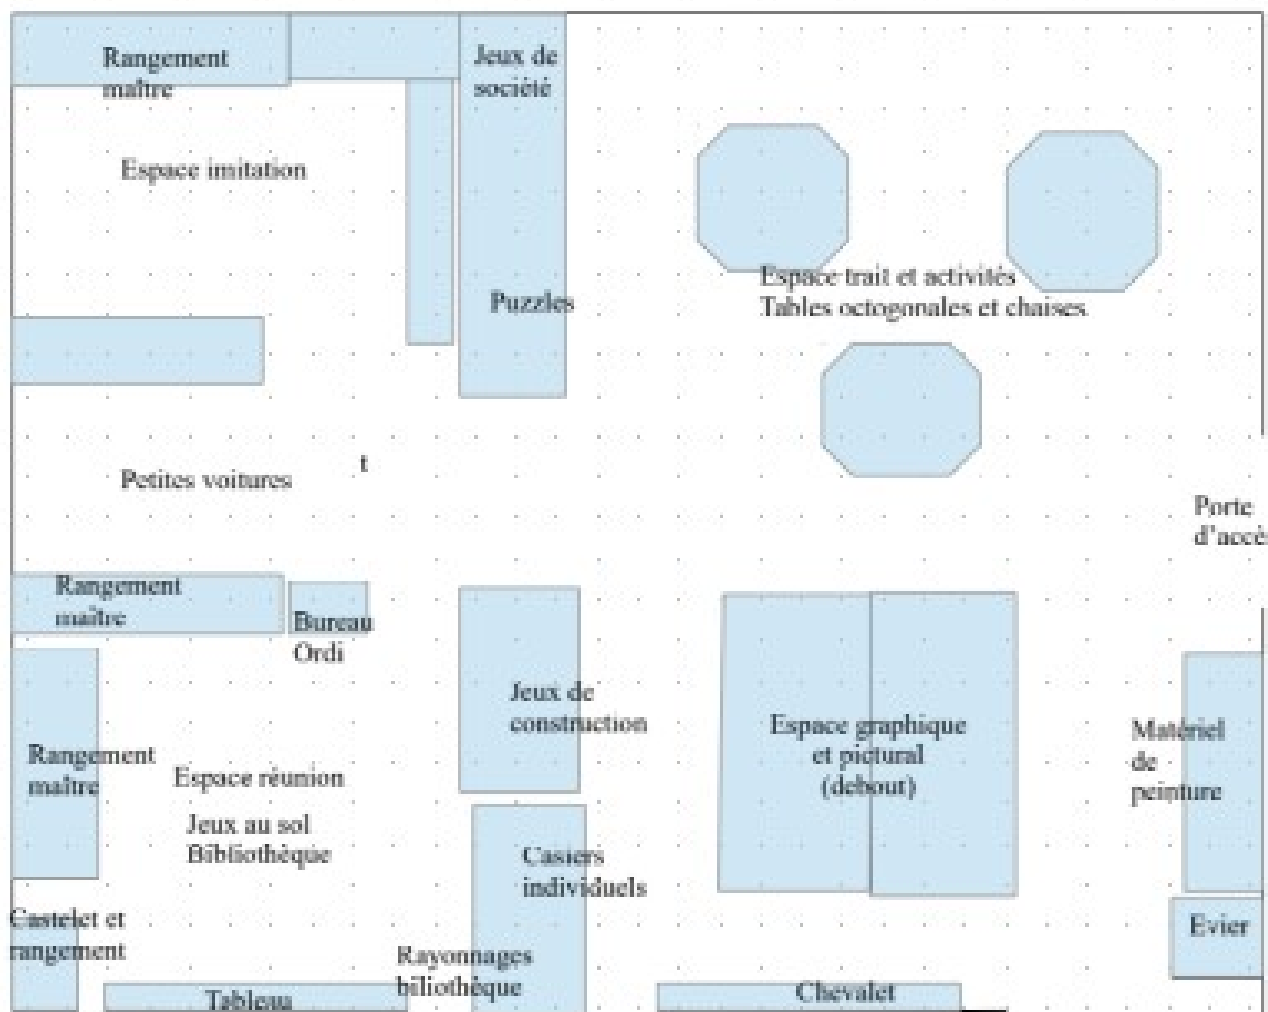 Rangement
maître
Jeux de
société
Espace imitation
Puzzles
Espace trait et activités
Tables octogonales et chaises
Petites voitures
t
Porte
d'accè
Rangement
maître
Bureau
Ordi
Jeux de
construction
Espace graphique
et pictural
(debout)
Matériel
de
peinture
Rangement
maître
Espace réunion
Jeux au sol
Bibliothèque
Casiers
individuels
Castelet et
rangement
Rayonnages
biliothèque
Evier
Tableau
Chevalet